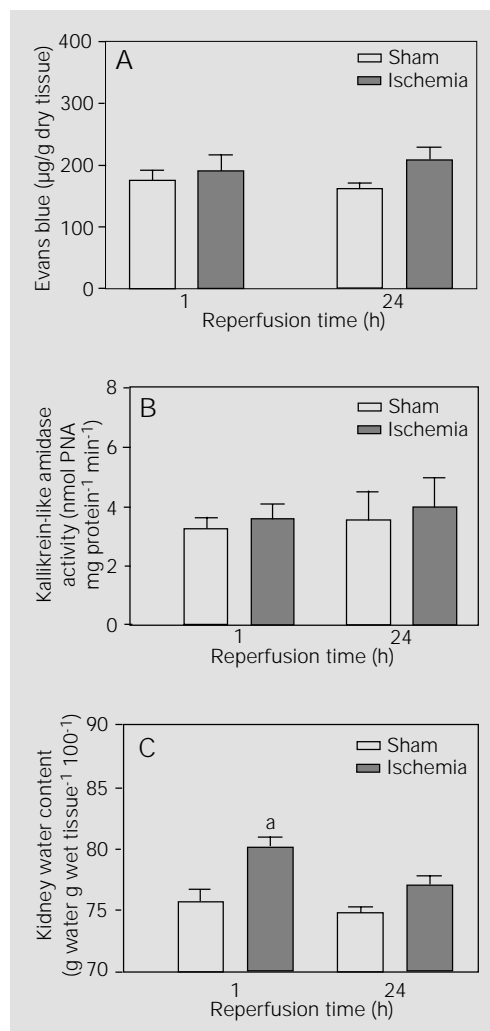 A
Sham
Ischemia
Evans blue (µg/g dry tissue)
400
300
200
100
0
1 24
Reperfusion time (h)
B
Sham
Ischemia
Kallikrein-like amidase
activity (nmol PNA
mg protein-1 min-1)
8
6
4
2
0
1 24
Reperfusion time (h)
C
Sham
Ischemia
Kidney water content
(g water g wet tissue-1 100-1)
90
85
80
75
70
a
1 24
Reperfusion time (h)